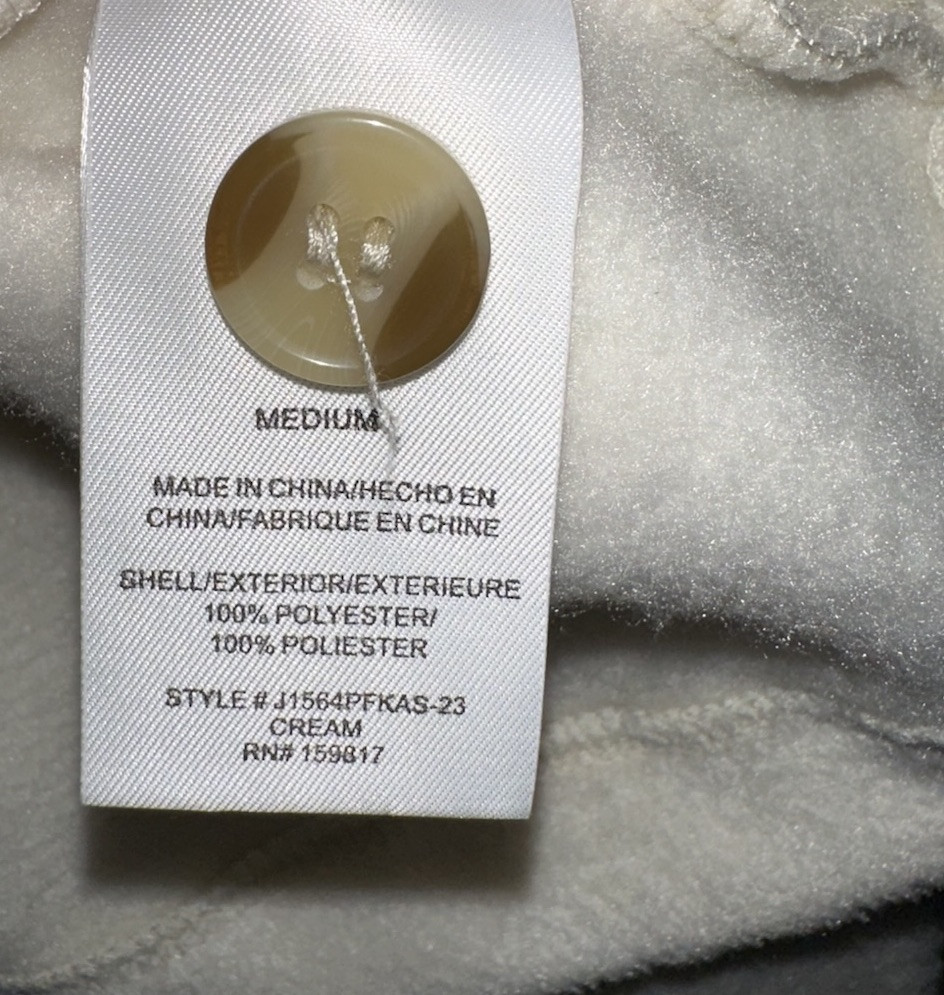 MEDIUM
MADE IN CHINA/HECHO EN
CHINA/FABRIQUE EN CHINE
SHELL/EXTERIOR/EXTERIEURE
100% POLYESTER/
100% POLIESTER
STYLE # J1564PFKAS-23
CREAM
RN# 159817